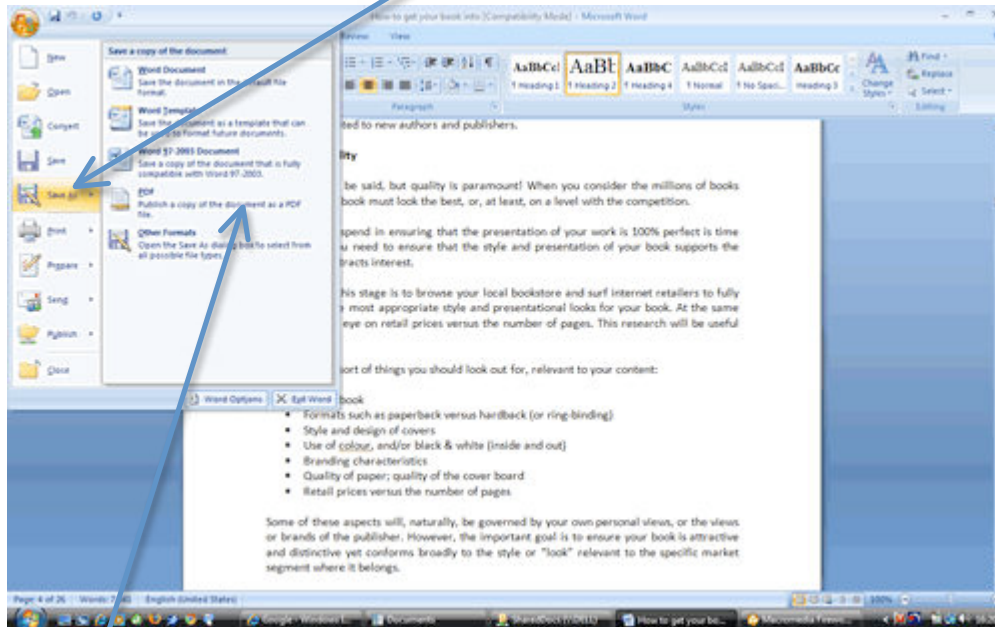 How to get your book into [Compatibility Mode] - Microsoft Word
Review View
New
Open
Convert
Save
Save As
Print
Prepare
Send
Publish
Close
Save a copy of the document
Word Document
Save the document in the default file
format.
Word Template
Save the document as a template that can
be used to format future documents.
Word 97-2003 Document
Save a copy of the document that is fully
compatible with Word 97-2003.
PDF
Publish a copy of the document as a PDF
file.
Other Formats
Open the Save As dialog box to select from
all possible file types.
Word Options Exit Word
AaBbCcI AaBb AaBbC AaBbCcI AaBbCcI AaBbCc
Heading 1 Heading 2 Heading 4 Normal No Spaci... Heading 3
Change
Styles
Find
Replace
Select
Paragraph Styles Editing
ted to new authors and publishers.
lity
be said, but quality is paramount! When you consider the millions of books
book must look the best, or, at least, on a level with the competition.
spend in ensuring that the presentation of your work is 100% perfect is time
u need to ensure that the style and presentation of your book supports the
tracts interest.
his stage is to browse your local bookstore and surf internet retailers to fully
most appropriate style and presentational looks for your book. At the same
eye on retail prices versus the number of pages. This research will be useful
ort of things you should look out for, relevant to your content:
book
• Formats such as paperback versus hardback (or ring-binding)
• Style and design of covers
• Use of colour, and/or black & white (inside and out)
• Branding characteristics
• Quality of paper; quality of the cover board
• Retail prices versus the number of pages
Some of these aspects will, naturally, be governed by your own personal views, or the views
or brands of the publisher. However, the important goal is to ensure your book is attractive
and distinctive yet conforms broadly to the style or "look" relevant to the specific market
segment where it belongs.
Page 4 of 26 Words: English (United States) 100%
Google - Windows I... Documents SharedDocs (\\DELL) How to get your bo... Macromedia Firewo...